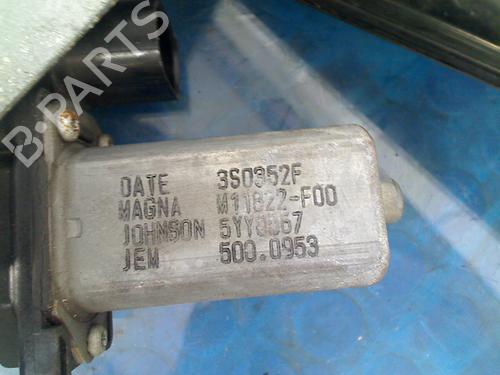 B-PARTS
DATE 3S0352F
MAGNA M11822-F00
JOHNSON 5YY0067
JEM 500.0953